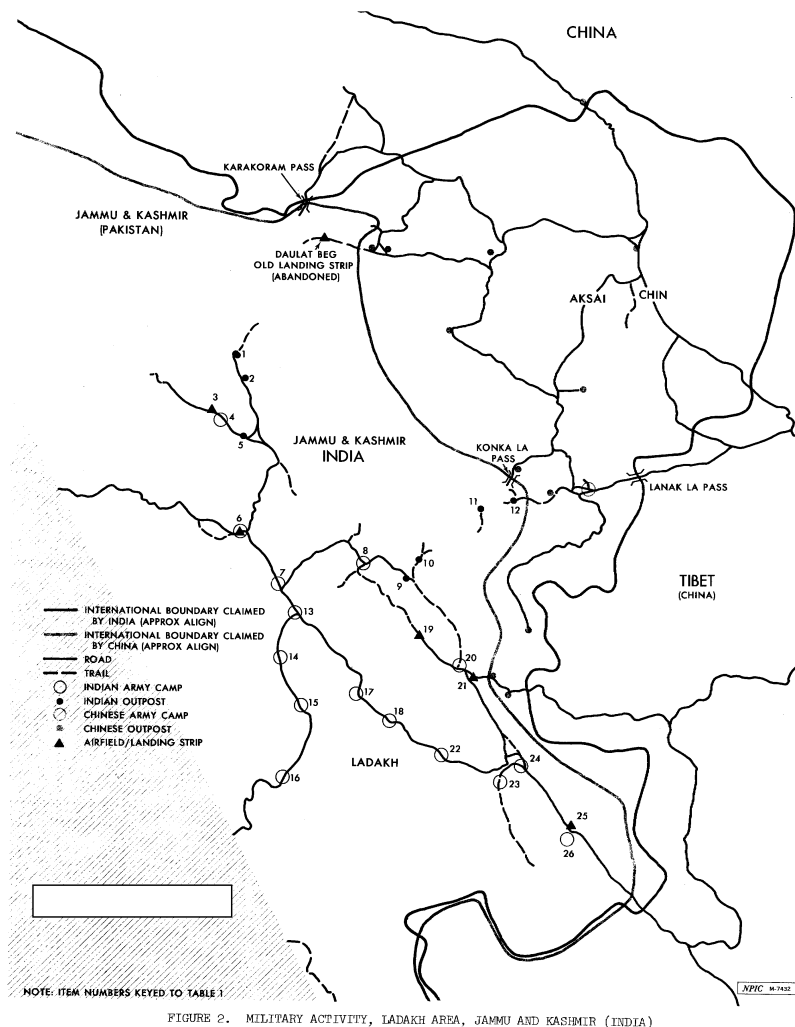 CHINA
KARAKORAM PASS
JAMMU & KASHMIR
(PAKISTAN)
DAULAT BEG
OLD LANDING STRIP
(ABANDONED)
AKSAI CHIN
1
2
3
4
5
JAMMU & KASHMIR
INDIA
KONKA LA
PASS
LANAK LA PASS
11
12
6
8
10
7
9
TIBET
(CHINA)
INTERNATIONAL BOUNDARY CLAIMED
BY INDIA (APPROX ALIGN)
INTERNATIONAL BOUNDARY CLAIMED
BY CHINA (APPROX ALIGN)
ROAD
TRAIL
INDIAN ARMY CAMP
INDIAN OUTPOST
CHINESE ARMY CAMP
CHINESE OUTPOST
AIRFIELD/LANDING STRIP
13
19
14
20
21
15
17
18
22
LADAKH
24
16
23
25
26
NOTE: ITEM NUMBERS KEYED TO TABLE 1
NPIC M-7432
FIGURE 2. MILITARY ACTIVITY, LADAKH AREA, JAMMU AND KASHMIR (INDIA)